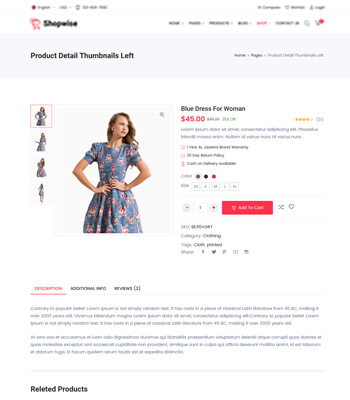 English USD 123-456-7890 Compare Wishlist Login
Shopwise
HOME PAGES PRODUCTS BLOG SHOP CONTACT US
Product Detail Thumbnails Left
Home Pages Product Detail Thumbnails Left
Blue Dress For Woman
$45.00 35% Off
Lorem ipsum dolor sit amet, consectetur adipiscing elit. Phasellus
blandit massa enim. Nullam id varius nunc id varius nunc.
1 Year AL Jazeera Brand Warranty
30 Day Return Policy
Cash on Delivery available
Color
Size XS S M L XL
- 1 + Add To Cart
SKU: BE45VGRT
Category: Clothing
Tags: Cloth, printed
Share:
DESCRIPTION ADDITIONAL INFO REVIEWS (2)
Contrary to popular belief, Lorem Ipsum is not simply random text. It has roots in a piece of classical Latin literature from 45 BC, making it
over 2000 years old. Vivamus bibendum magna Lorem ipsum dolor sit amet, consectetur adipiscing elit.Contrary to popular belief, Lorem
Ipsum is not simply random text. It has roots in a piece of classical Latin literature from 45 BC, making it over 2000 years old.
At vero eos et accusamus et iusto odio dignissimos ducimus qui blanditiis praesentium voluptatum deleniti atque corrupti quos dolores et
quas molestias excepturi sint occaecati cupiditate non provident, similique sunt in culpa qui officia deserunt mollitia animi, id est laborum
et dolorum fuga. Et harum quidem rerum facilis est et expedita distinctio.
Releted Products